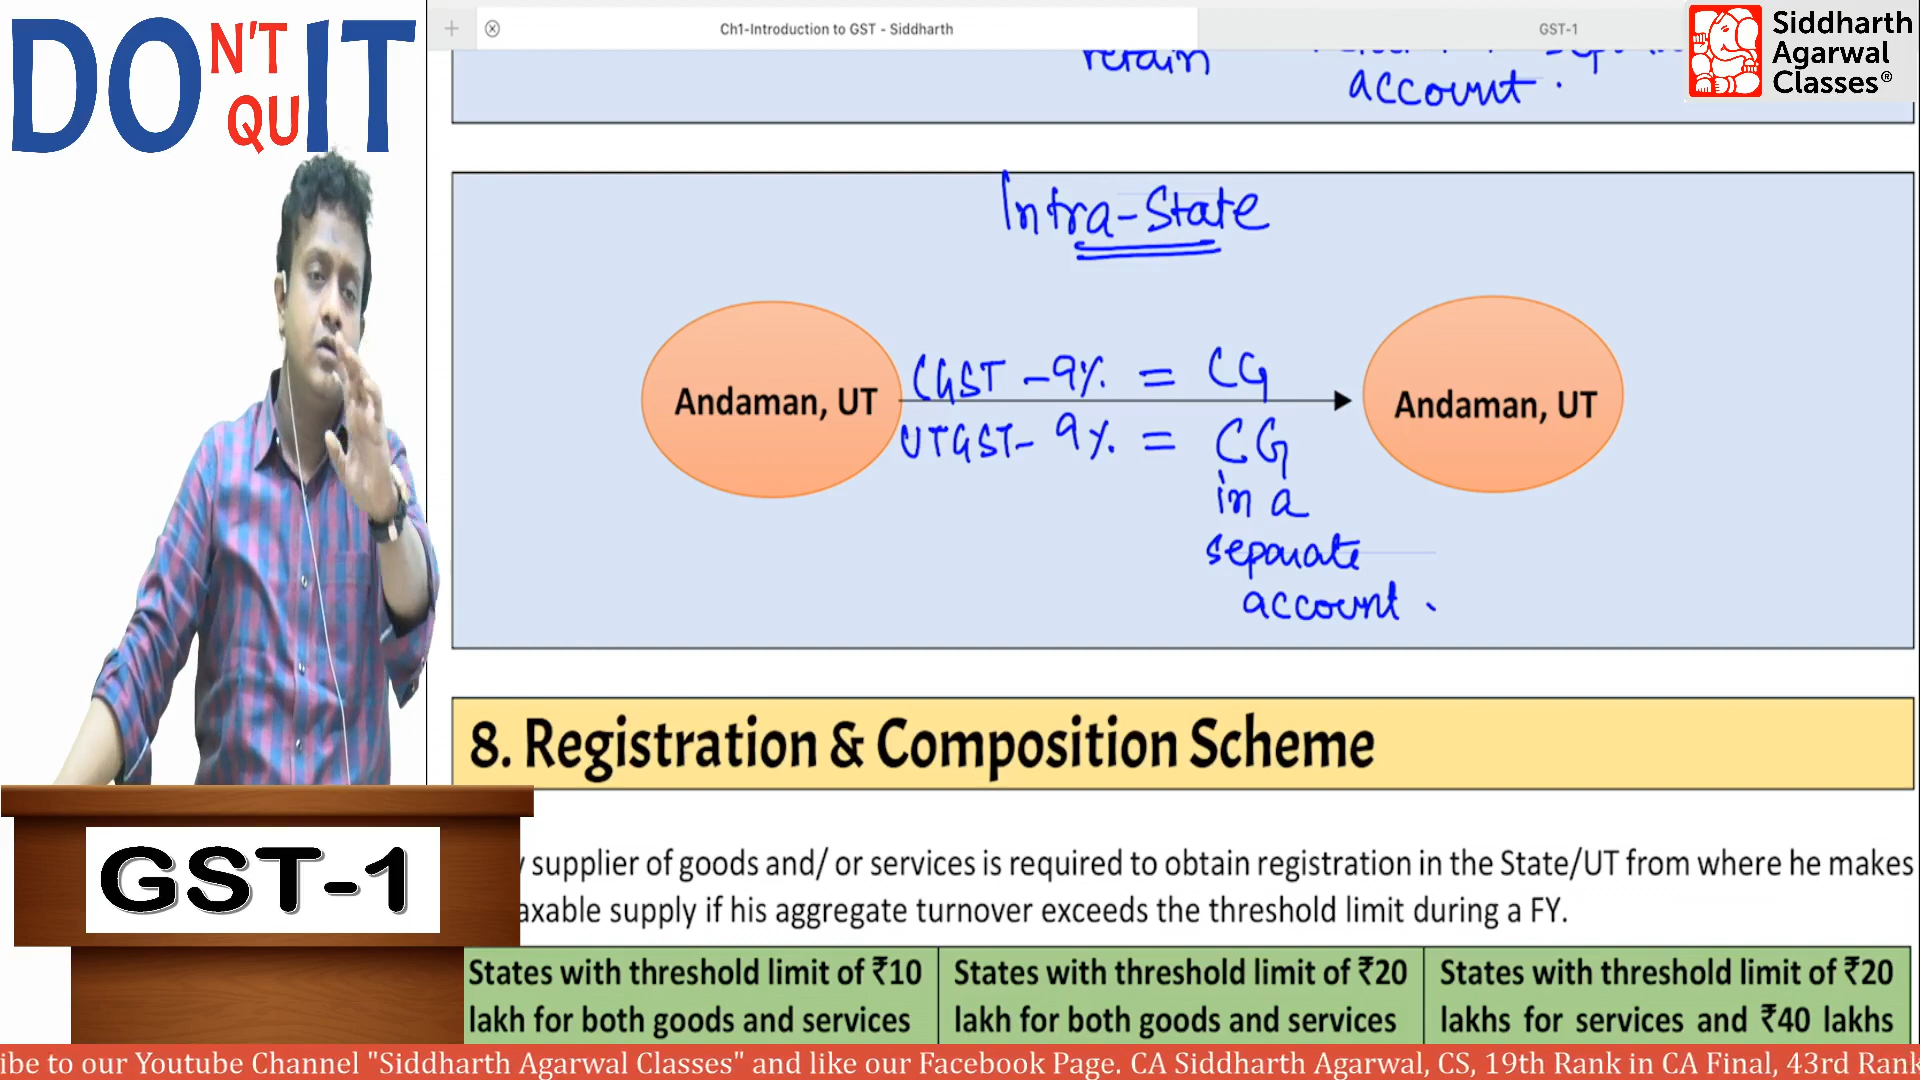 DON'T QUIT
Ch1-Introduction to GST - Siddharth
GST-1
Siddharth
Agarwal
Classes®
retain
account.
Intra-State
Andaman, UT
CGST - 9% = CG
UTGST - 9% = CG
in a
separate
account.
Andaman, UT
8. Registration & Composition Scheme
supplier of goods and/ or services is required to obtain registration in the State/UT from where he makes
axable supply if his aggregate turnover exceeds the threshold limit during a FY.
GST-1
States with threshold limit of ₹10
lakh for both goods and services
States with threshold limit of ₹20
lakh for both goods and services
States with threshold limit of ₹20
lakhs for services and ₹40 lakhs
ibe to our Youtube Channel "Siddharth Agarwal Classes" and like our Facebook Page. CA Siddharth Agarwal, CS, 19th Rank in CA Final, 43rd Rank